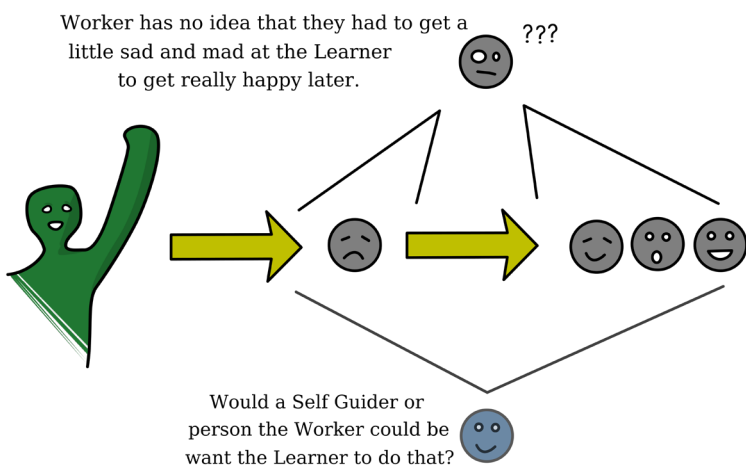 Worker has no idea that they had to get a
little sad and mad at the Learner
to get really happy later.
???
Would a Self Guider or
person the Worker could be
want the Learner to do that?